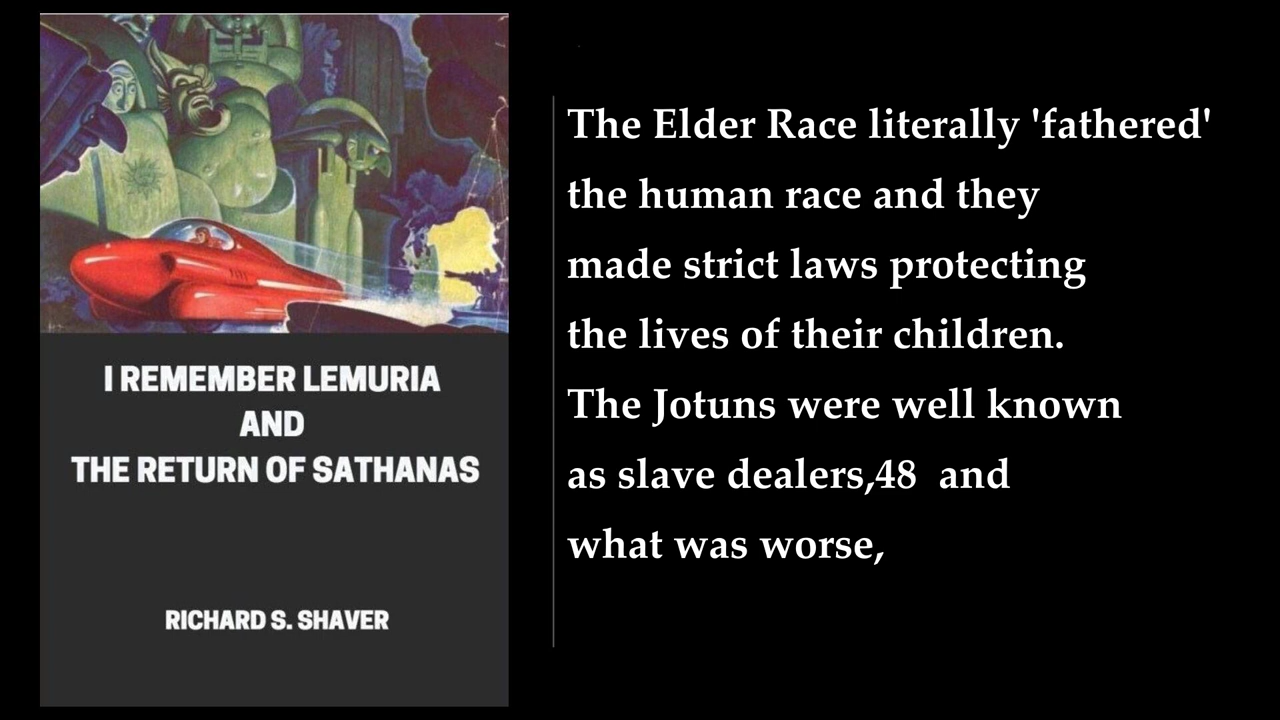 I REMEMBER LEMURIA
AND
THE RETURN OF SATHANAS
RICHARD S. SHAVER
The Elder Race literally 'fathered'
the human race and they
made strict laws protecting
the lives of their children.
The Jotuns were well known
as slave dealers,48  and
what was worse,